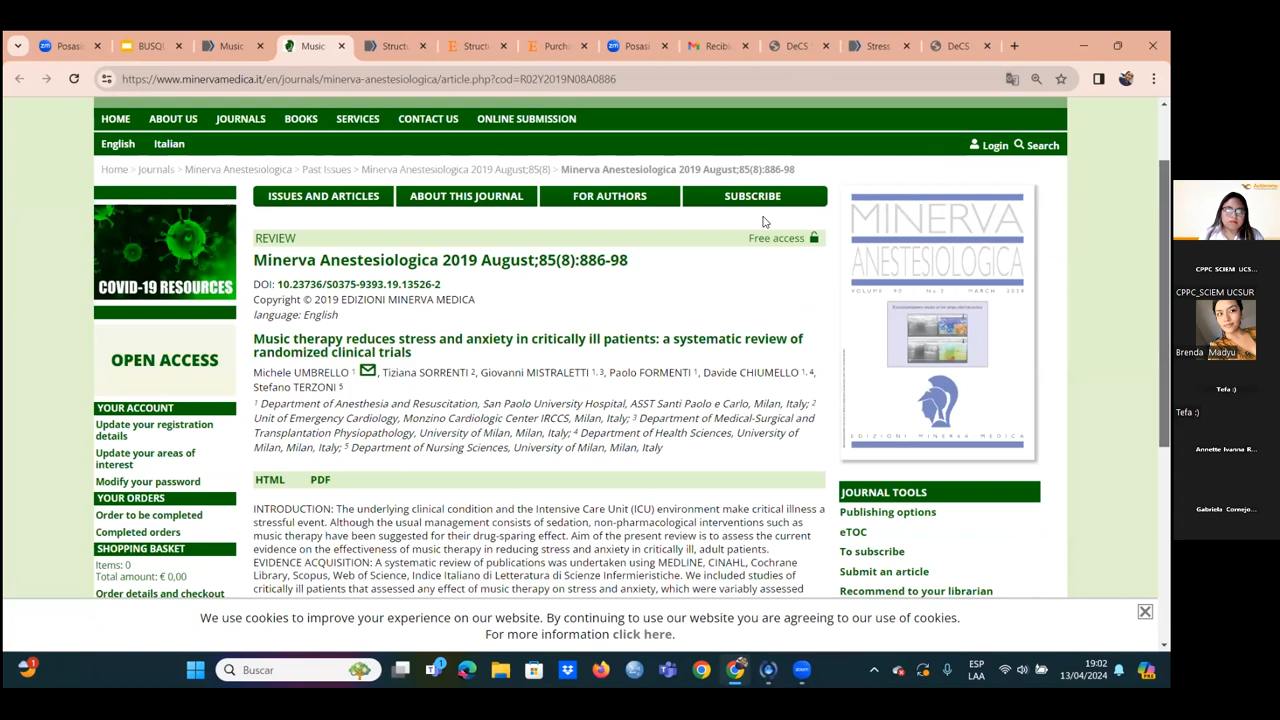 Posas
BUSQ
Music
Music
Struct
Struct
Purch
Posasi
Recib
DeCS
Stress
DeCS
https://www.minervamedica.it/en/journals/minerva-anestesiologica/article.php?cod=R02Y2019N08A0886
HOME ABOUT US JOURNALS BOOKS SERVICES CONTACT US ONLINE SUBMISSION
English Italian
Login Search
Home > Journals > Minerva Anestesiologica > Past Issues > Minerva Anestesiologica 2019 August;85(8) > Minerva Anestesiologica 2019 August;85(8):886-98
COVID-19 RESOURCES
OPEN ACCESS
YOUR ACCOUNT
Update your registration
details
Update your areas of
interest
Modify your password
YOUR ORDERS
Order to be completed
Completed orders
SHOPPING BASKET
Items: 0
Total amount: € 0,00
Order details and checkout
ISSUES AND ARTICLES ABOUT THIS JOURNAL FOR AUTHORS SUBSCRIBE
REVIEW Free access
Minerva Anestesiologica 2019 August;85(8):886-98
DOI: 10.23736/S0375-9393.19.13526-2
Copyright © 2019 EDIZIONI MINERVA MEDICA
language: English
Music therapy reduces stress and anxiety in critically ill patients: a systematic review of
randomized clinical trials
Michele UMBRELLO 1 , Tiziana SORRENTI 2, Giovanni MISTRALETTI 1, 3, Paolo FORMENTI 1, Davide CHIUMELLO 1, 4,
Stefano TERZONI 5
1 Department of Anesthesia and Resuscitation, San Paolo University Hospital, ASST Santi Paolo e Carlo, Milan, Italy; 2
Unit of Emergency Cardiology, Monzino Cardiologic Center IRCCS, Milan, Italy; 3 Department of Medical-Surgical and
Transplantation Physiopathology, University of Milan, Milan, Italy; 4 Department of Health Sciences, University of
Milan, Milan, Italy; 5 Department of Nursing Sciences, University of Milan, Milan, Italy
HTML PDF
INTRODUCTION: The underlying clinical condition and the Intensive Care Unit (ICU) environment make critical illness a
stressful event. Although the usual management consists of sedation, non-pharmacological interventions such as
music therapy have been suggested for their drug-sparing effect. Aim of the present review is to assess the current
evidence on the effectiveness of music therapy in reducing stress and anxiety in critically ill, adult patients.
EVIDENCE ACQUISITION: A systematic review of publications was undertaken using MEDLINE, CINAHL, Cochrane
Library, Scopus, Web of Science, Indice Italiano di Letteratura di Scienze Infermieristiche. We included studies of
critically ill patients that assessed any effect of music therapy on stress and anxiety, which were variably assessed
MINERVA
ANESTESIOLOGICA
EDIZIONI MINERVA MEDICA
JOURNAL TOOLS
Publishing options
eTOC
To subscribe
Submit an article
Recommend to your librarian
We use cookies to improve your experience on our website. By continuing to use our website you are agreeing to our use of cookies.
For more information click here.
1
Buscar
1
ESP
LAA
19:02
13/04/2024
Autónoma
CPPC SCIEM UCS...
CPPC_SCIEM UCSUR
Brenda Madyu
Tefa :)
Tefa :)
Annette Ivanna R...
Gabriela Cornejo...